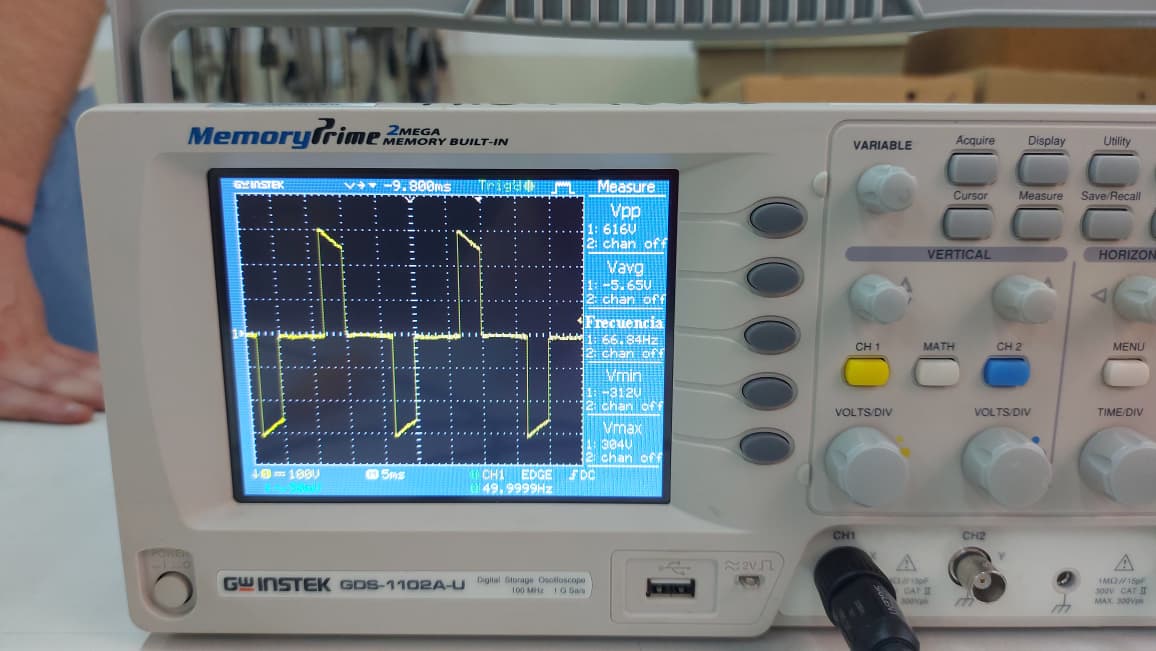 MemoryPrime 2MEGA
MEMORY BUILT-IN
GW INSTEK -9.800ms Trig'd Measure
Vpp
1: 616V
2: chan off
Vavg
1: -5.65V
2: chan off
Frecuencia
1: 66.84Hz
2: chan off
Vmin
1: -312V
2: chan off
Vmax
1: 304V
2: chan off
1
100V 5ms CH1 EDGE DC
49.9999Hz
VARIABLE
Acquire Display Utility
Cursor Measure Save/Recall
VERTICAL
HORIZON
CH 1 MATH CH 2 MENU
VOLTS/DIV VOLTS/DIV TIME/DIV
POWER
GW INSTEK GDS-1102A-U Digital Storage Oscilloscope
100 MHz 1 G Sa/s
≈2V
CH1 CH2
X Y
1MΩ//15pF
300V CAT II
MAX. 300Vpk